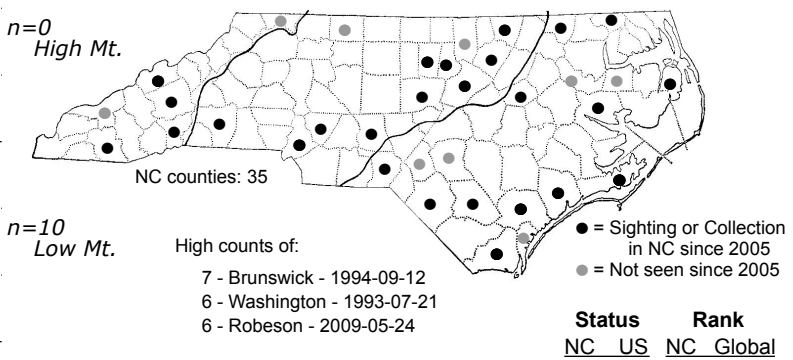 n=0
High Mt.
NC counties: 35
n=10
Low Mt.
High counts of:
7 - Brunswick - 1994-09-12
6 - Washington - 1993-07-21
6 - Robeson - 2009-05-24
● = Sighting or Collection
in NC since 2005
● = Not seen since 2005
Status Rank
NC US NC Global